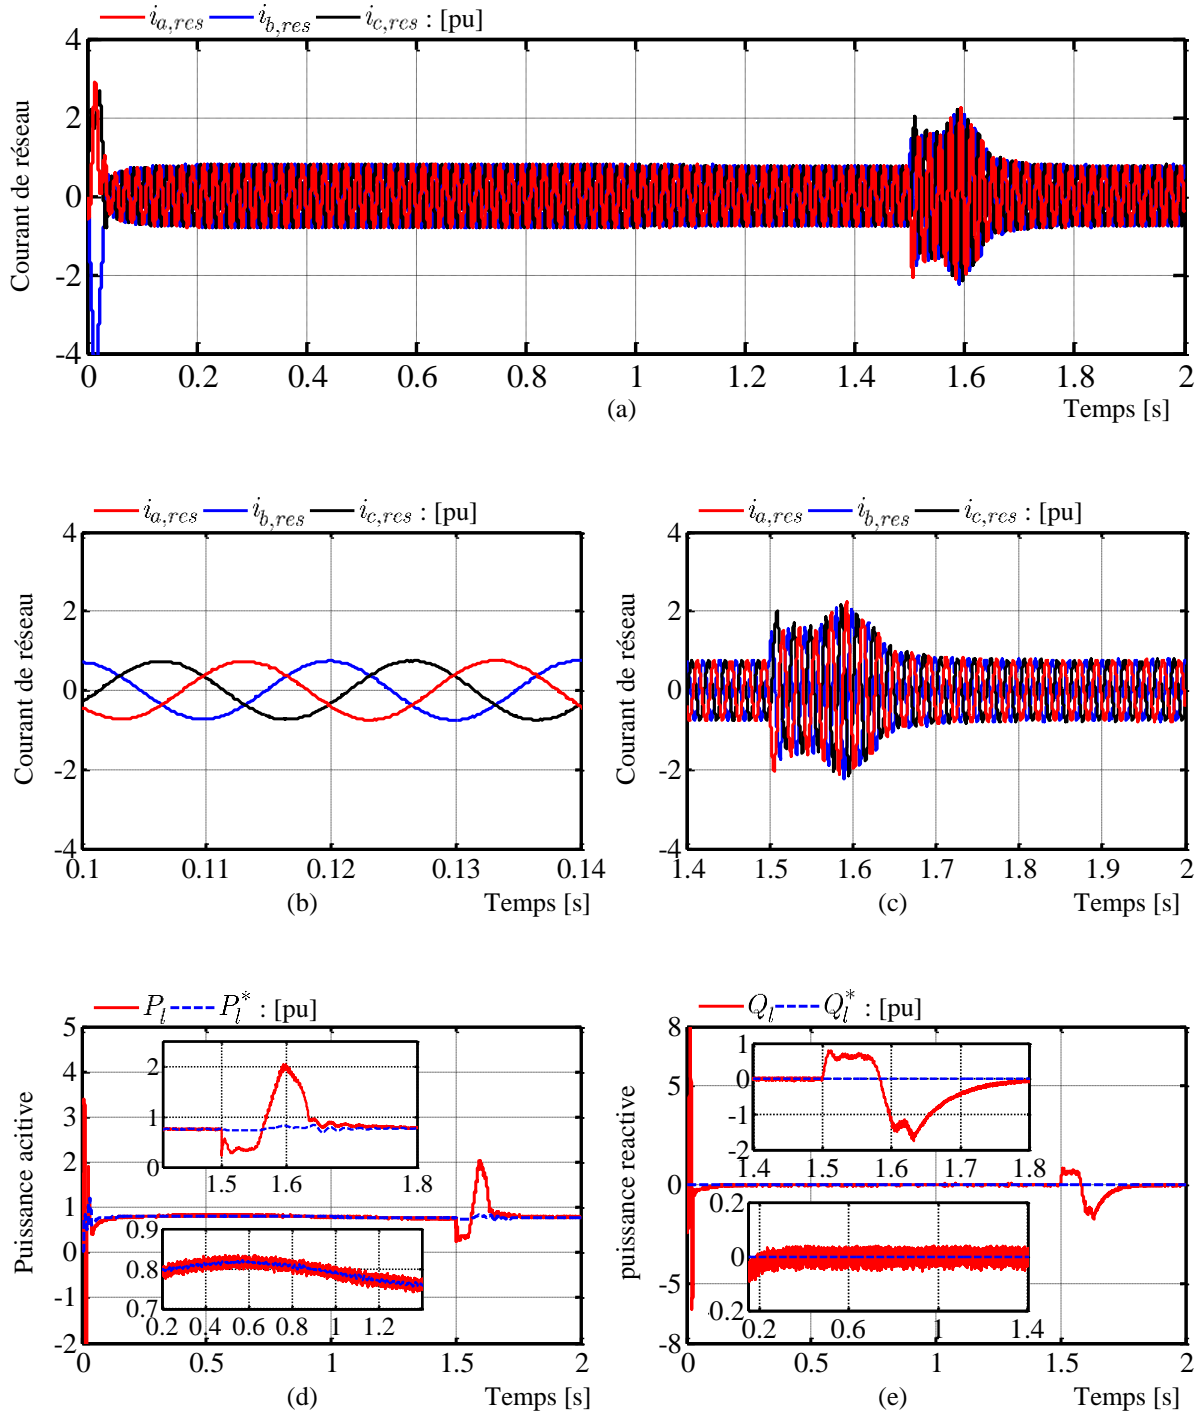 i_{a,res} i_{b,res} i_{c,res} : [pu]
4
2
0
-2
-4
Courant de réseau
0 0.2 0.4 0.6 0.8 1 1.2 1.4 1.6 1.8 2
(a)
Temps [s]
i_{a,res} i_{b,res} i_{c,res} : [pu]
4
2
0
-2
-4
Courant de réseau
0.1 0.11 0.12 0.13 0.14
(b)
Temps [s]
i_{a,res} i_{b,res} i_{c,res} : [pu]
4
2
0
-2
-4
Courant de réseau
1.4 1.5 1.6 1.7 1.8 1.9 2
(c)
Temps [s]
P_l P_l^* : [pu]
5
4
3
2
1
0
-1
-2
Puissance acitive
2
1
0
1.5 1.6 1.8
0.9
0.8
0.7
0.2 0.4 0.6 0.8 1 1.2
0 0.5 1 1.5 2
(d)
Temps [s]
Q_l Q_l^* : [pu]
8
5
0
-5
-8
puissance reactive
1
0
-1
-2
1.4 1.5 1.6 1.7 1.8
0.2
0
0.2
0.2 0.6 1 1.4
0 0.5 1 1.5 2
(e)
Temps [s]